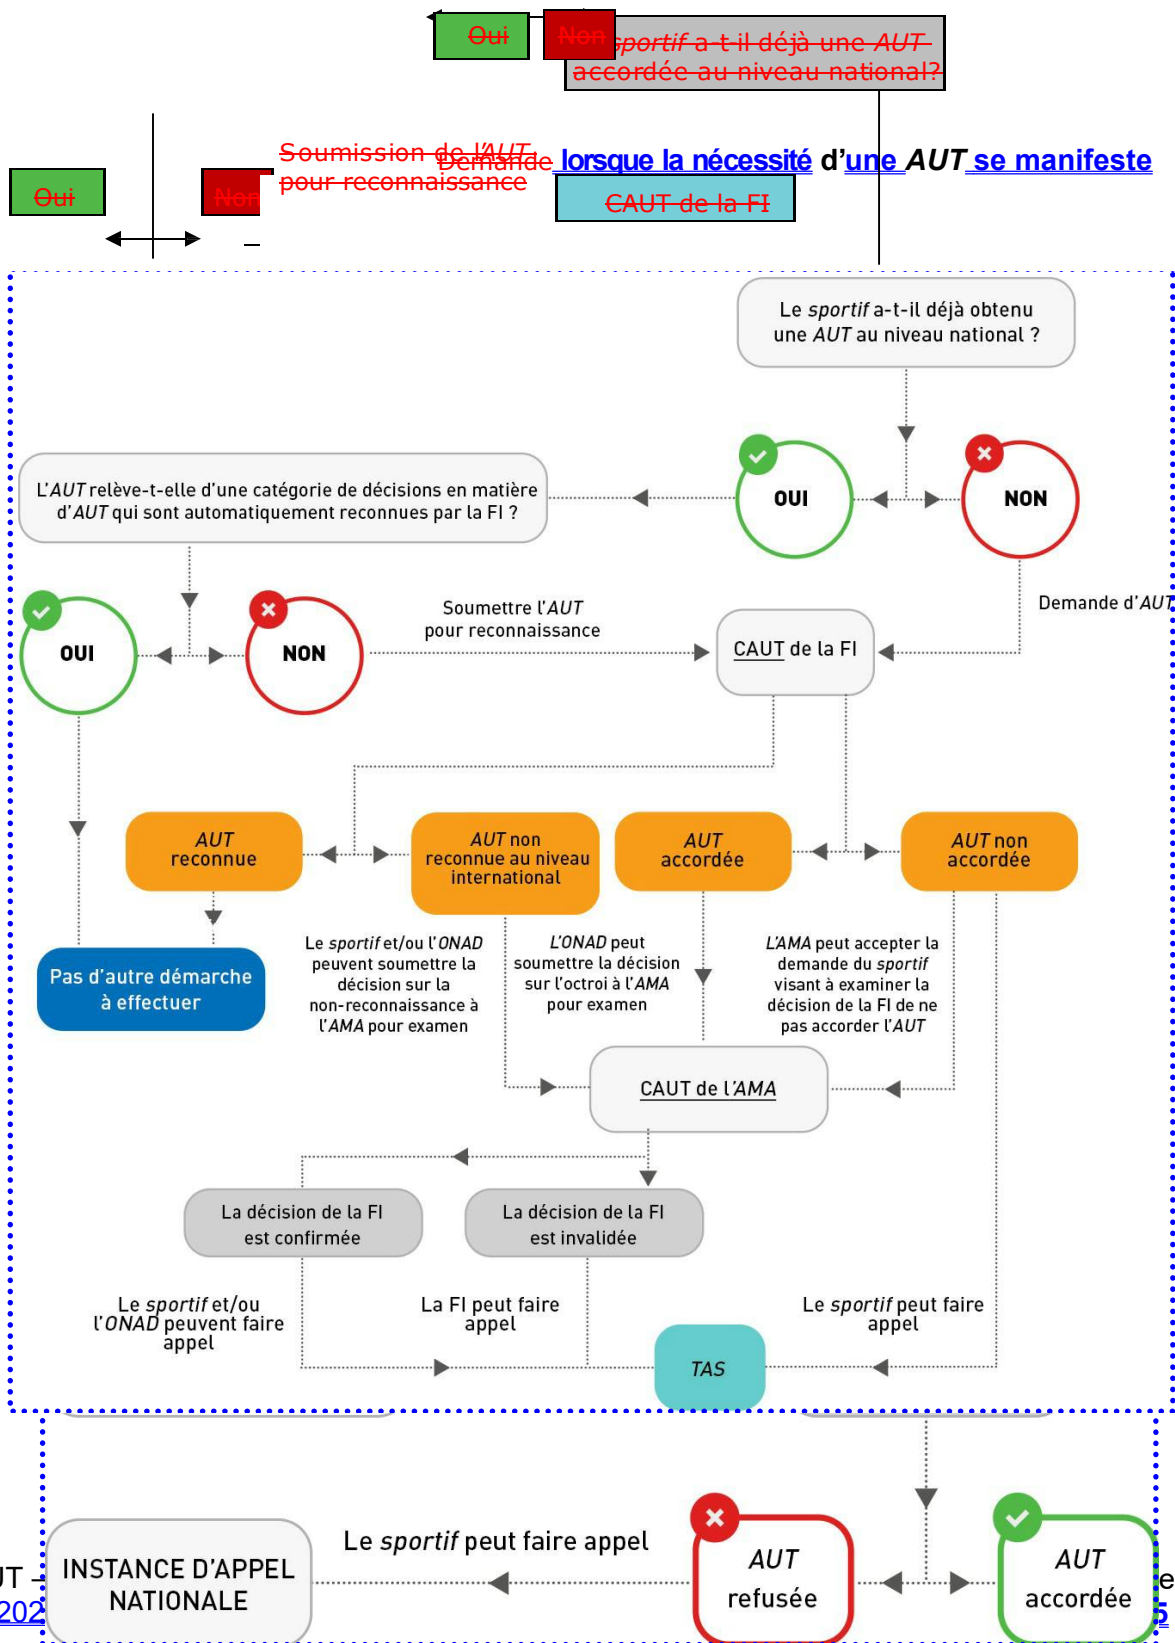 Oui
Non
sportif a-t-il déjà une AUT
accordée au niveau national?
Soumission de l'AUT
pour reconnaissance
Demande lorsque la nécessité d'une AUT se manifeste
Oui
Non
CAUT de la FI
Le sportif a-t-il déjà obtenu
une AUT au niveau national ?
OUI
NON
L'AUT relève-t-elle d'une catégorie de décisions en matière
d'AUT qui sont automatiquement reconnues par la FI ?
OUI
NON
Soumettre l'AUT
pour reconnaissance
Demande d'AUT
CAUT de la FI
AUT
reconnue
AUT non
reconnue au niveau
international
AUT
accordée
AUT non
accordée
Pas d'autre démarche
à effectuer
Le sportif et/ou l'ONAD
peuvent soumettre la
décision sur la
non-reconnaissance à
l'AMA pour examen
L'ONAD peut
soumettre la décision
sur l'octroi à l'AMA
pour examen
L'AMA peut accepter la
demande du sportif
visant à examiner la
décision de la FI de ne
pas accorder l'AUT
CAUT de l'AMA
La décision de la FI
est confirmée
La décision de la FI
est invalidée
Le sportif et/ou
l'ONAD peuvent faire
appel
La FI peut faire
appel
Le sportif peut faire
appel
TAS
INSTANCE D'APPEL
NATIONALE
Le sportif peut faire appel
AUT
refusée
AUT
accordée